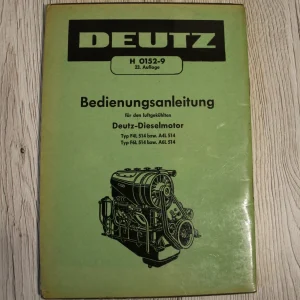 DEUTZ
H 0152-9
22. Auflage
Bedienungsanleitung
für den luftgekühlten
Deutz-Dieselmotor
Typ F4L 514 bzw. A4L 514
Typ F6L 514 bzw. A6L 514